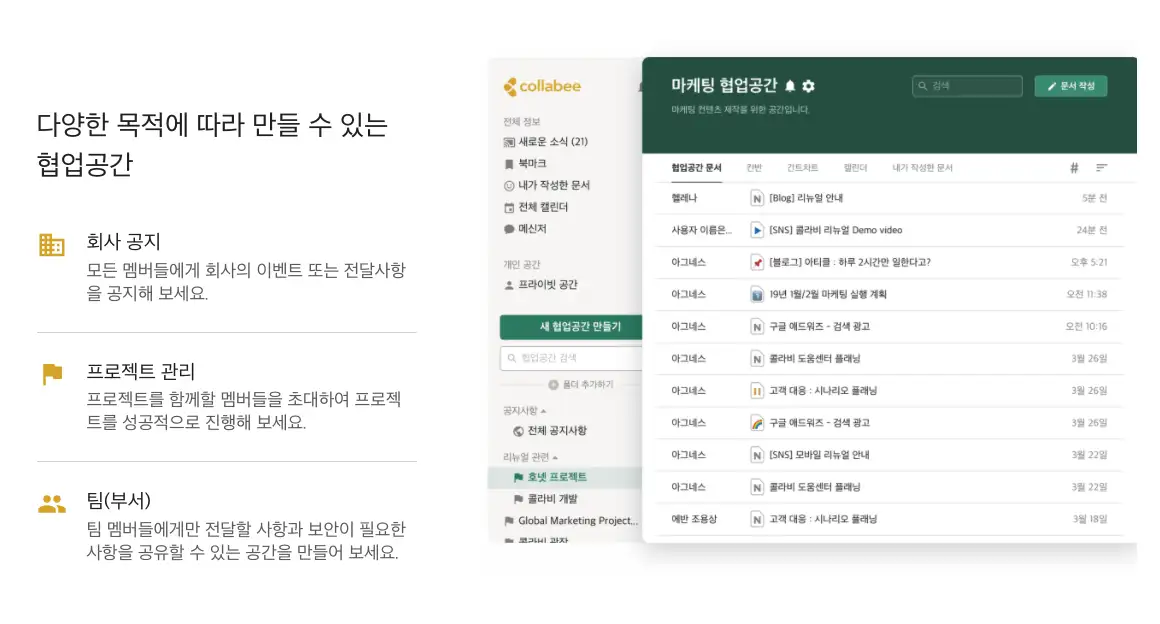 다양한 목적에 따라 만들 수 있는
협업공간
회사 공지
모든 멤버들에게 회사의 이벤트 또는 전달사항
을 공지해 보세요.
프로젝트 관리
프로젝트를 함께할 멤버들을 초대하여 프로젝
트를 성공적으로 진행해 보세요.
팀(부서)
팀 멤버들에게만 전달할 사항과 보안이 필요한
사항을 공유할 수 있는 공간을 만들어 보세요.
collabee
전체 정보
새로운 소식 (21)
북마크
내가 작성한 문서
전체 캘린더
메신저
개인 공간
프라이빗 공간
새 협업공간 만들기
협업공간 검색
폴더 추가하기
공지사항
전체 공지사항
리뉴얼 관련
호넷 프로젝트
콜라비 개발
Global Marketing Project...
콜라비 광장
마케팅 협업공간
검색
문서 작성
마케팅 컨텐츠 제작을 위한 공간입니다.
협업공간 문서 칸반 간트차트 캘린더 내가 작성한 문서 #
헬레나 N [Blog] 리뉴얼 안내 5분 전
사용자 이름은... [SNS] 콜라비 리뉴얼 Demo video 24분 전
아그네스 [블로그] 아티클 : 하루 2시간만 일한다고? 오후 5:21
아그네스 19년 1월/2월 마케팅 실행 계획 오전 11:38
아그네스 N 구글 애드워즈 - 검색 광고 오전 10:16
아그네스 N 콜라비 도움센터 플래닝 3월 26일
아그네스 고객 대응 : 시나리오 플래닝 3월 26일
아그네스 구글 애드워즈 - 검색 광고 3월 26일
아그네스 N [SNS] 모바일 리뉴얼 안내 3월 22일
아그네스 N 콜라비 도움센터 플래닝 3월 22일
에반 조용상 N 고객 대응 : 시나리오 플래닝 3월 18일